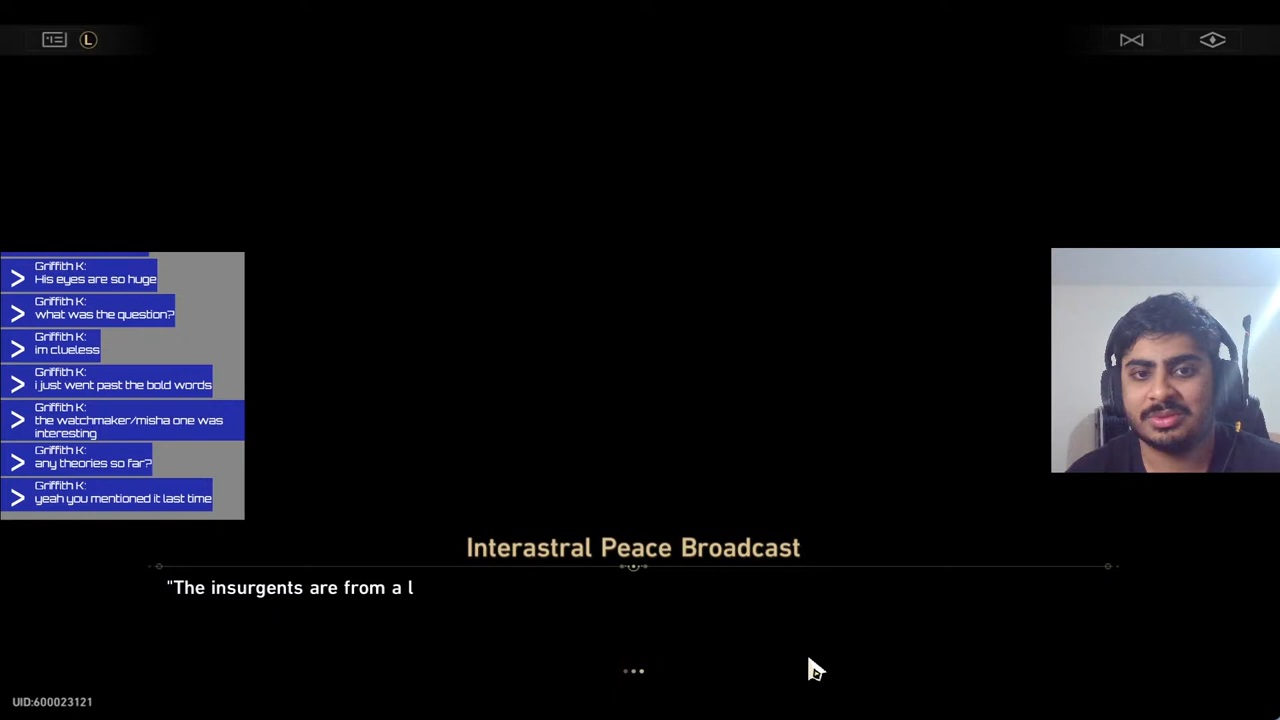 L
Griffith K:
His eyes are so huge
Griffith K:
what was the question?
Griffith K:
im clueless
Griffith K:
i just went past the bold words
Griffith K:
the watchmaker/misha one was
interesting
Griffith K:
any theories so far?
Griffith K:
yeah you mentioned it last time
Interastral Peace Broadcast
"The insurgents are from a l
UID:600023121